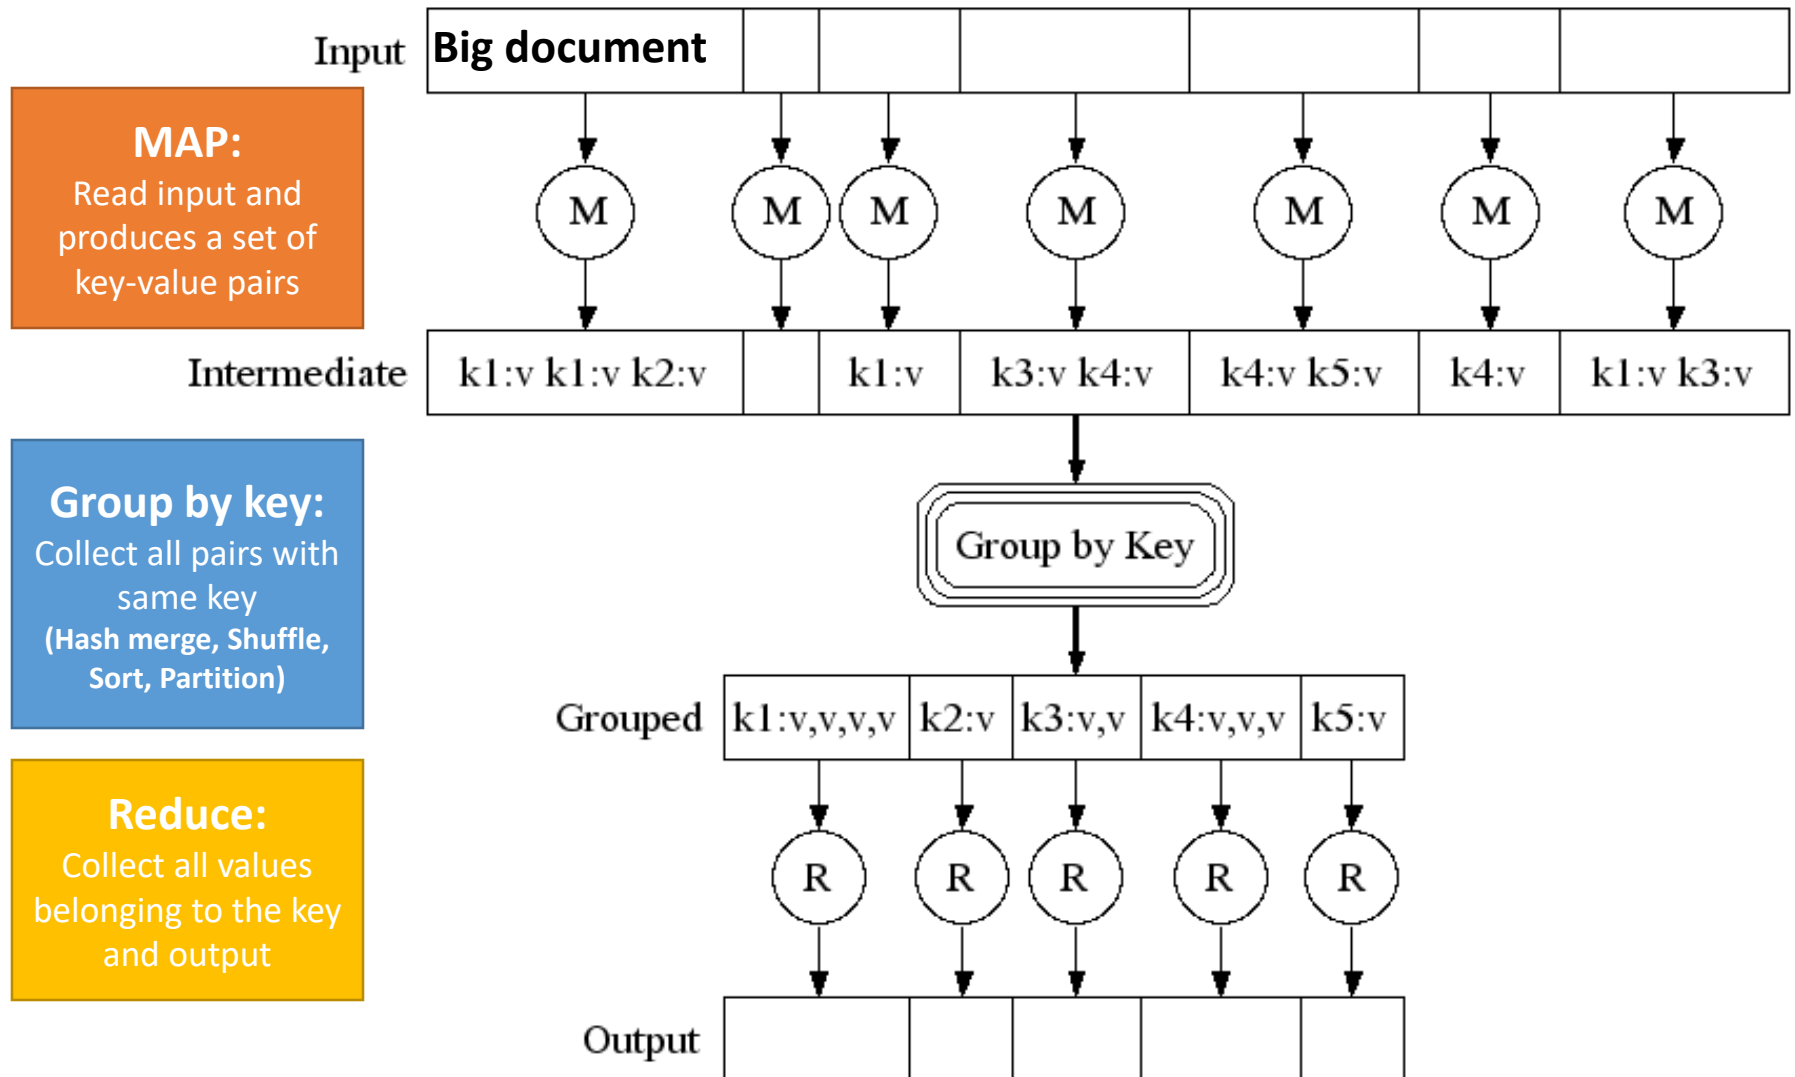 Input
Big document
MAP:
Read input and
produces a set of
key-value pairs
M M M M M M M
Intermediate
k1:v k1:v k2:v
k1:v
k3:v k4:v
k4:v k5:v
k4:v
k1:v k3:v
Group by key:
Collect all pairs with
same key
(Hash merge, Shuffle,
Sort, Partition)
Group by Key
Grouped
k1:v,v,v,v
k2:v
k3:v,v
k4:v,v,v
k5:v
Reduce:
Collect all values
belonging to the key
and output
R R R R R
Output